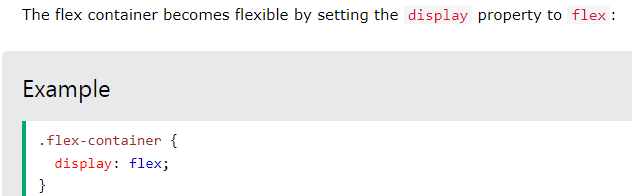 The flex container becomes flexible by setting the display property to flex:
Example
.flex-container {
  display: flex;
}